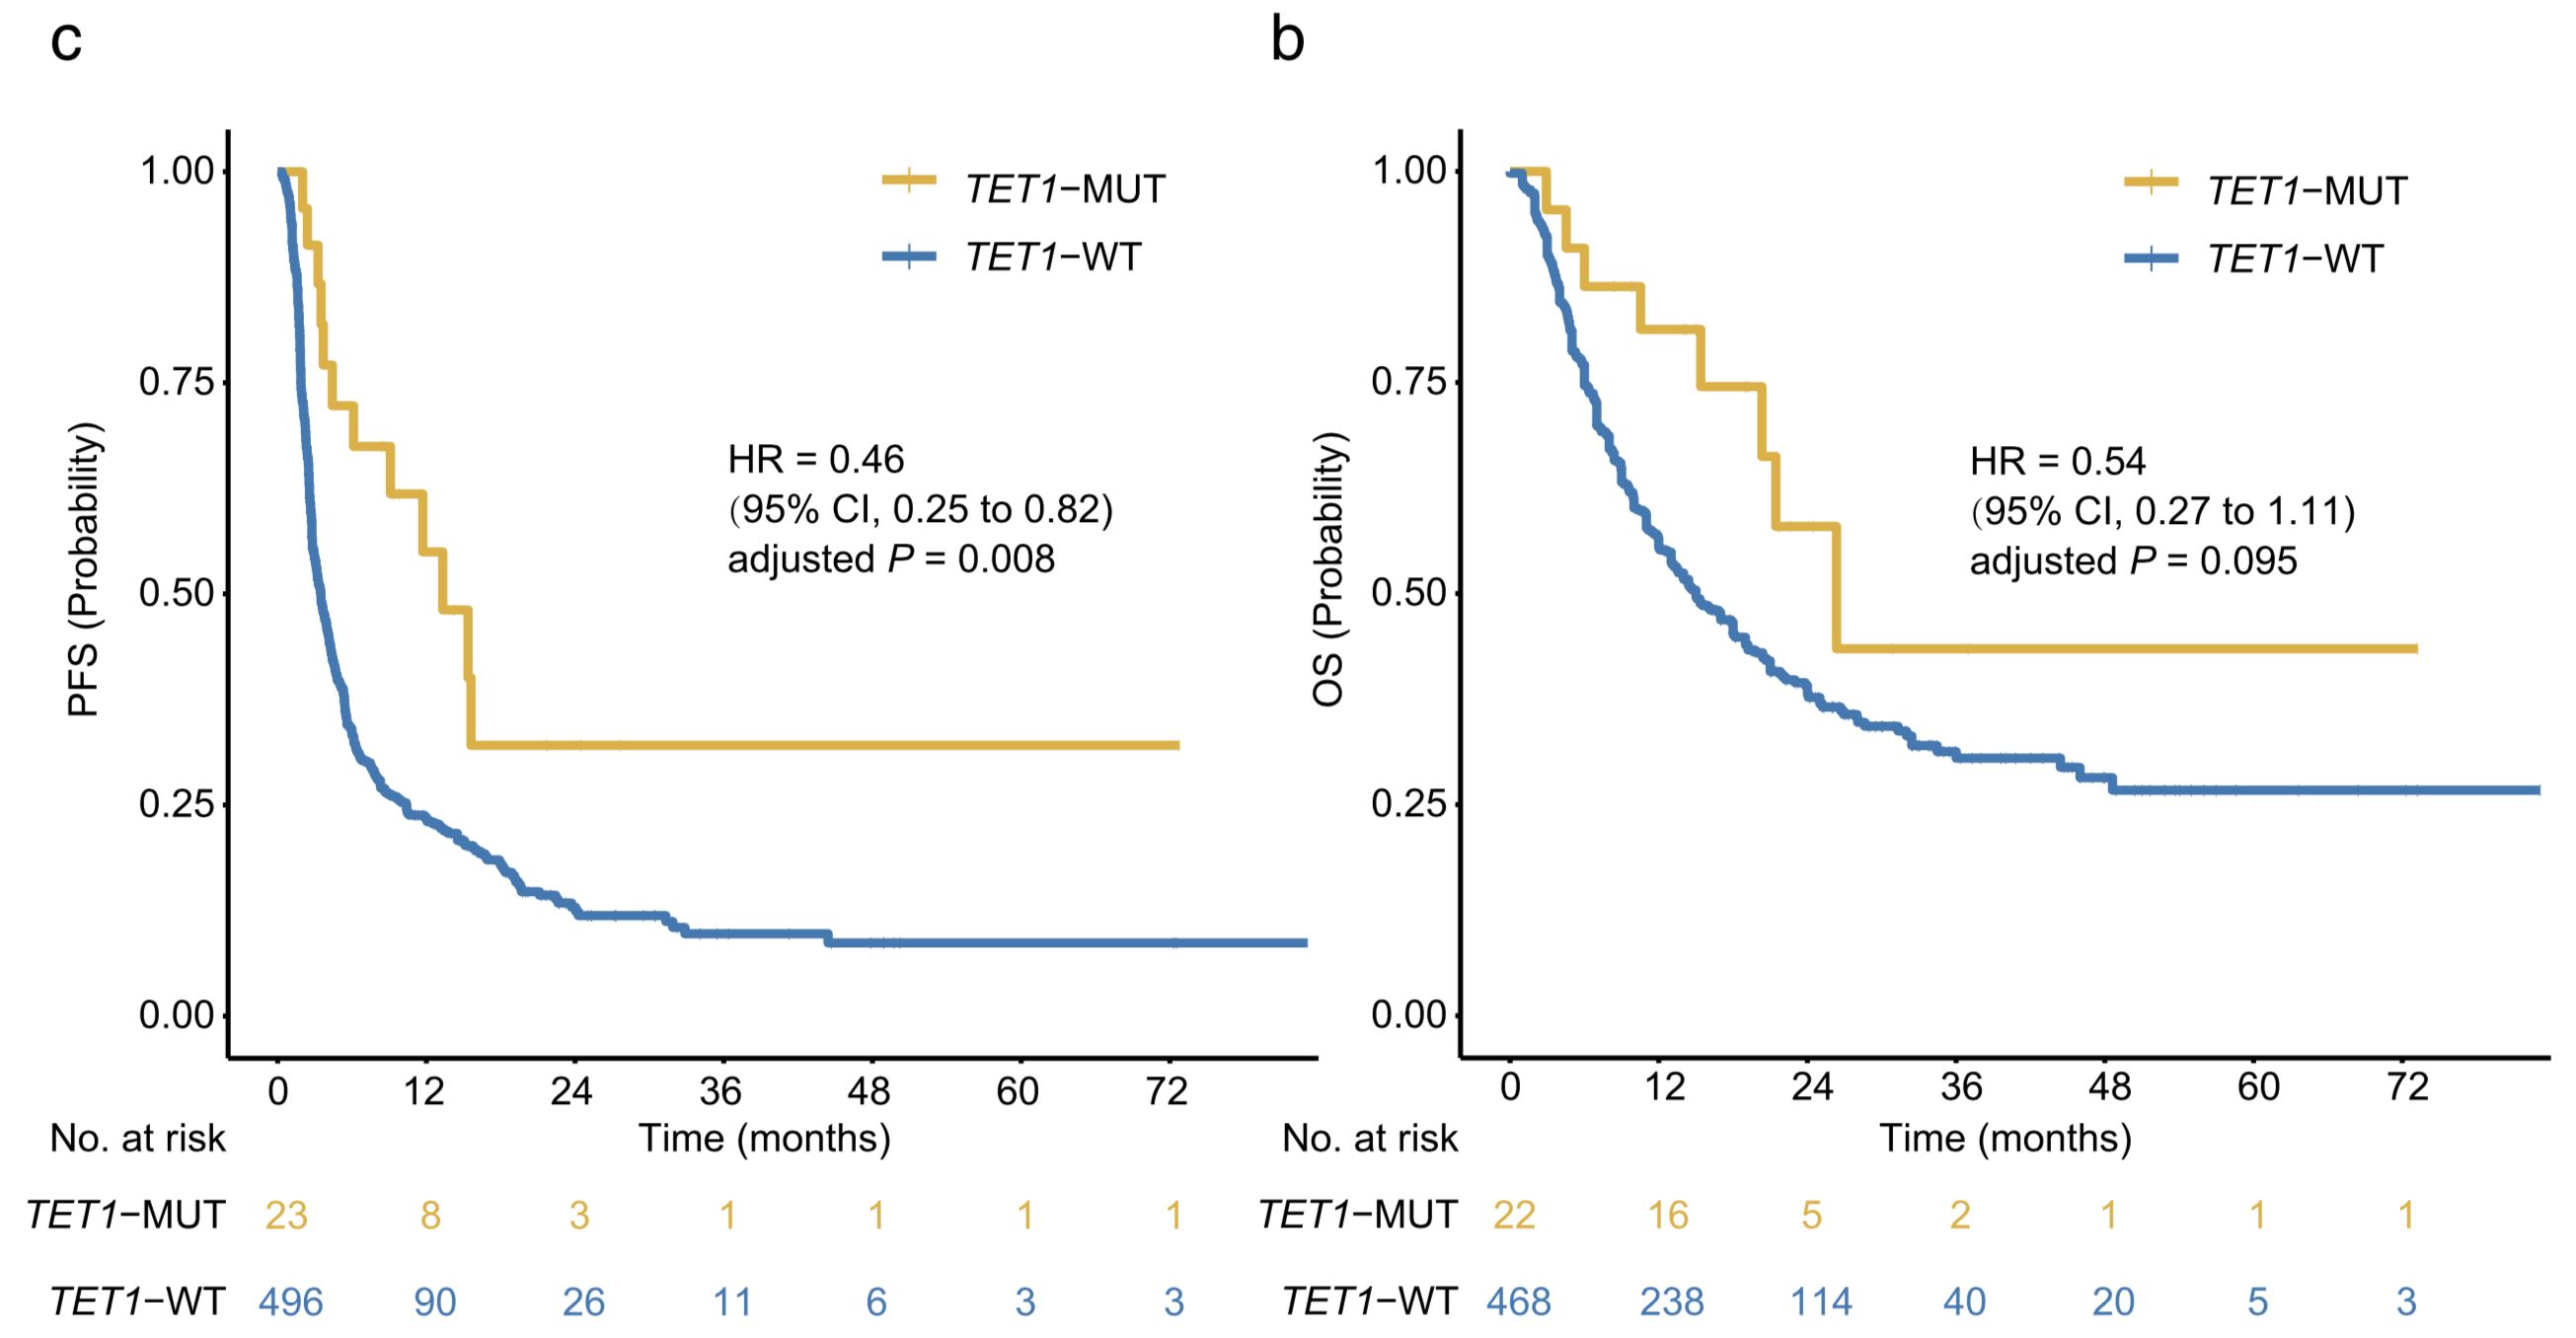 c
1.00
0.75
0.50
0.25
0.00
PFS (Probability)
TET1−MUT
TET1−WT
HR = 0.46
(95% CI, 0.25 to 0.82)
adjusted P = 0.008
0 12 24 36 48 60 72
Time (months)
No. at risk
TET1−MUT 23 8 3 1 1 1 1
TET1−WT 496 90 26 11 6 3 3
b
1.00
0.75
0.50
0.25
0.00
OS (Probability)
TET1−MUT
TET1−WT
HR = 0.54
(95% CI, 0.27 to 1.11)
adjusted P = 0.095
0 12 24 36 48 60 72
Time (months)
No. at risk
TET1−MUT 22 16 5 2 1 1 1
TET1−WT 468 238 114 40 20 5 3